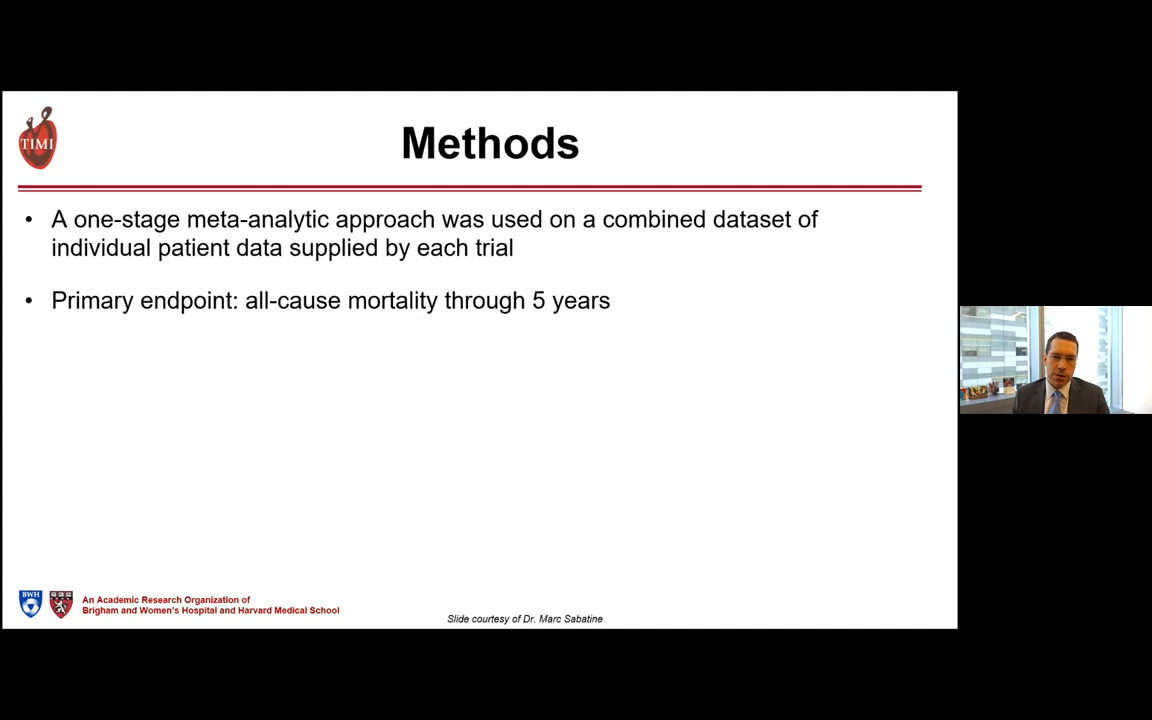 TIMI
Methods
• A one-stage meta-analytic approach was used on a combined dataset of
individual patient data supplied by each trial
• Primary endpoint: all-cause mortality through 5 years
BWH
An Academic Research Organization of
Brigham and Women's Hospital and Harvard Medical School
Slide courtesy of Dr. Marc Sabatine